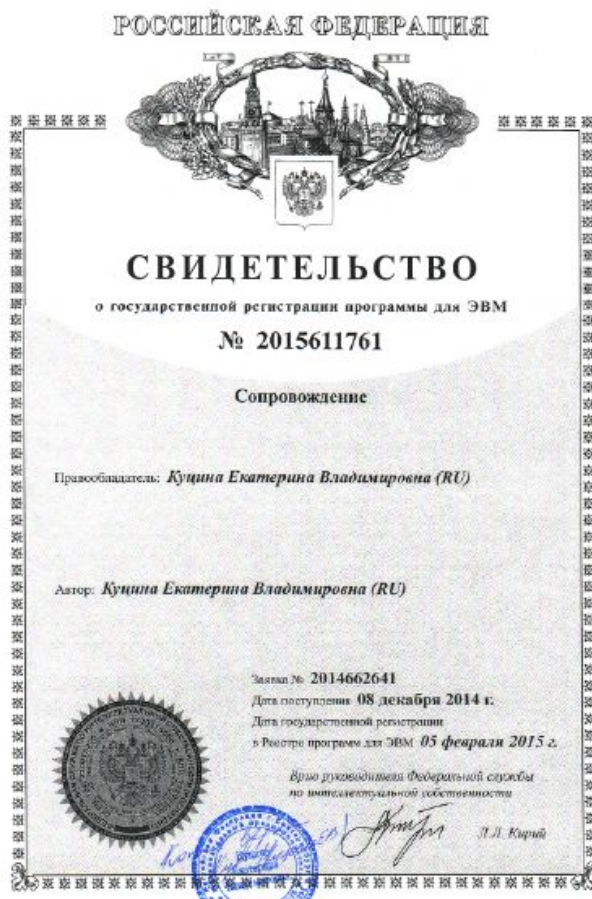 РОССИЙСКАЯ ФЕДЕРАЦИЯ
СВИДЕТЕЛЬСТВО
о государственной регистрации программы для ЭВМ
№ 2015611761
Сопровождение
Правообладатель: Куцина Екатерина Владимировна (RU)
Автор: Куцина Екатерина Владимировна (RU)
Заявка № 2014662641
Дата поступления 08 декабря 2014 г.
Дата государственной регистрации
в Реестре программ для ЭВМ 05 февраля 2015 г.
Врио руководителя Федеральной службы
по интеллектуальной собственности
Л.Л. Кирий